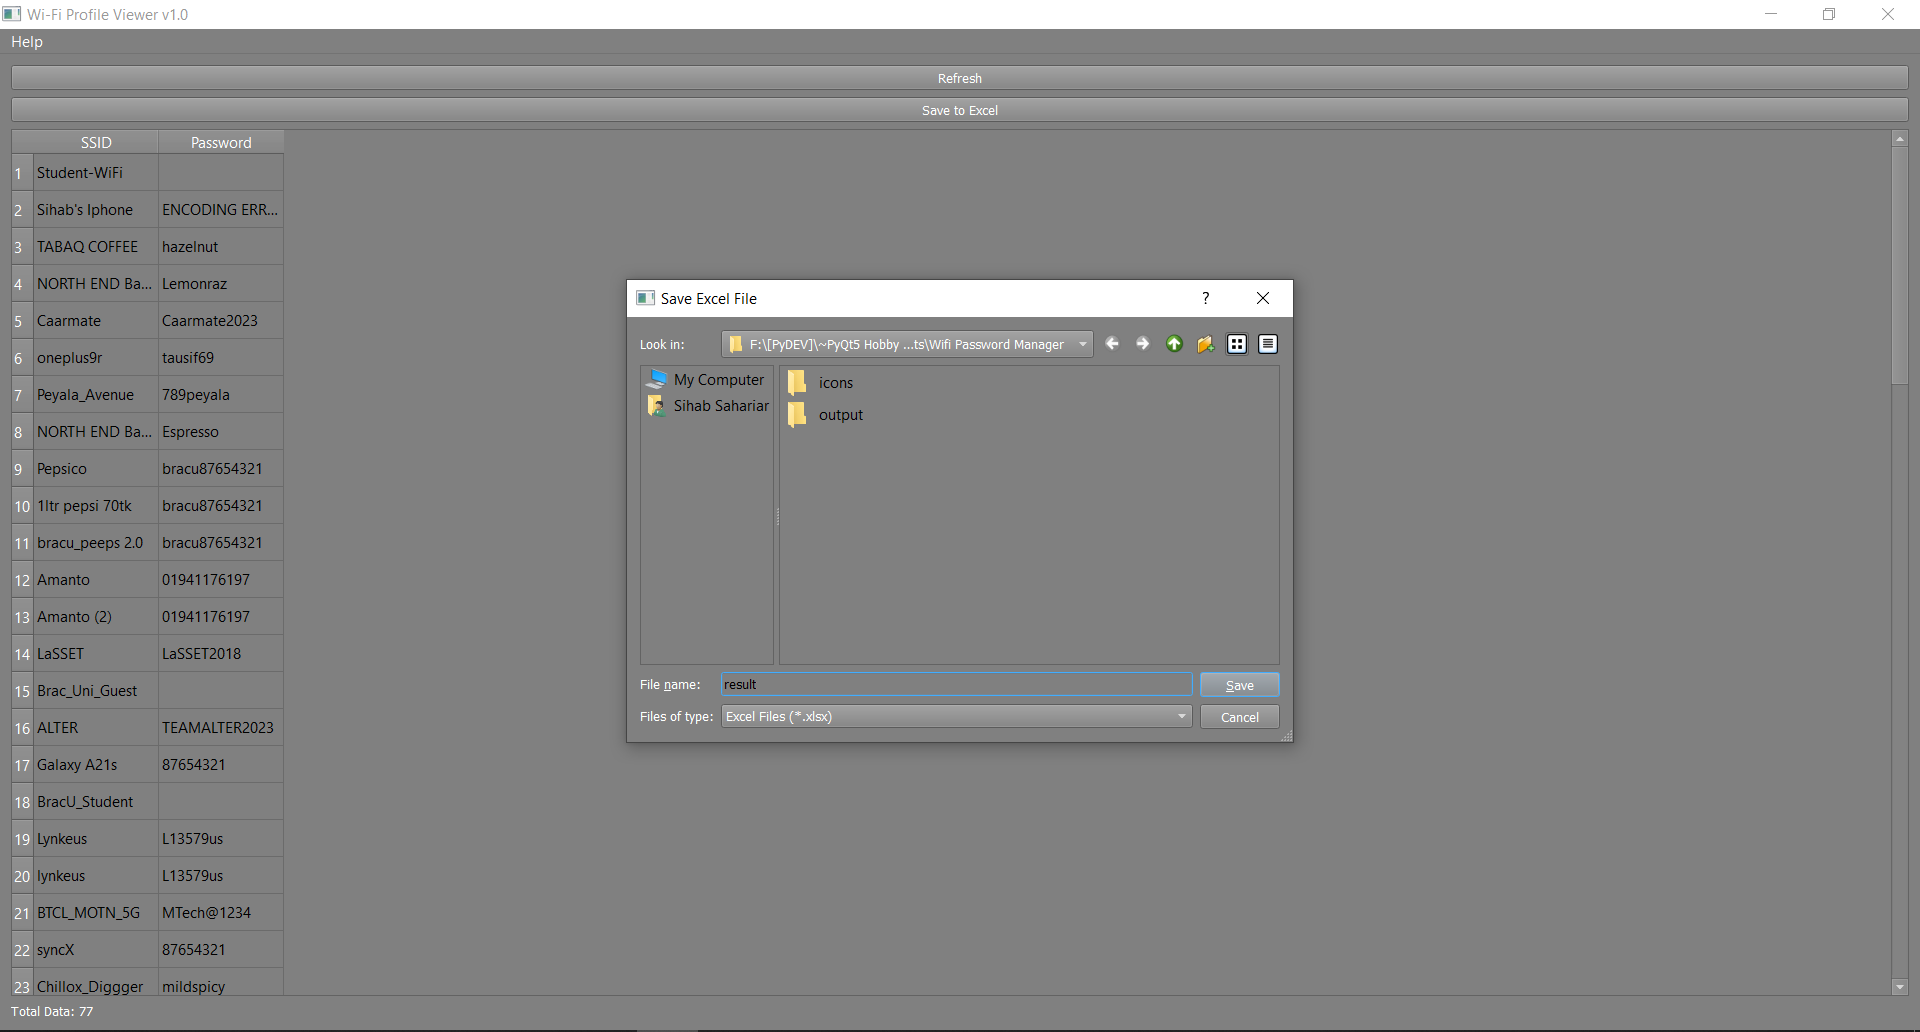 Wi-Fi Profile Viewer v1.0
Help
Refresh
Save to Excel
SSID Password
1 Student-WiFi
2 Sihab's Iphone ENCODING ERR...
3 TABAQ COFFEE hazelnut
4 NORTH END Ba... Lemonraz
5 Caarmate Caarmate2023
6 oneplus9r tausif69
7 Peyala_Avenue 789peyala
8 NORTH END Ba... Espresso
9 Pepsico bracu87654321
10 1ltr pepsi 70tk bracu87654321
11 bracu_peeps 2.0 bracu87654321
12 Amanto 01941176197
13 Amanto (2) 01941176197
14 LaSSET LaSSET2018
15 Brac_Uni_Guest
16 ALTER TEAMALTER2023
17 Galaxy A21s 87654321
18 BracU_Student
19 Lynkeus L13579us
20 lynkeus L13579us
21 BTCL_MOTN_5G MTech@1234
22 syncX 87654321
23 Chillox_Diggger mildspicy
Total Data: 77
Save Excel File ?
Look in: F:\[PyDEV]\~PyQt5 Hobby ...ts\Wifi Password Manager
My Computer
Sihab Sahariar
icons
output
File name: result Save
Files of type: Excel Files (*.xlsx) Cancel